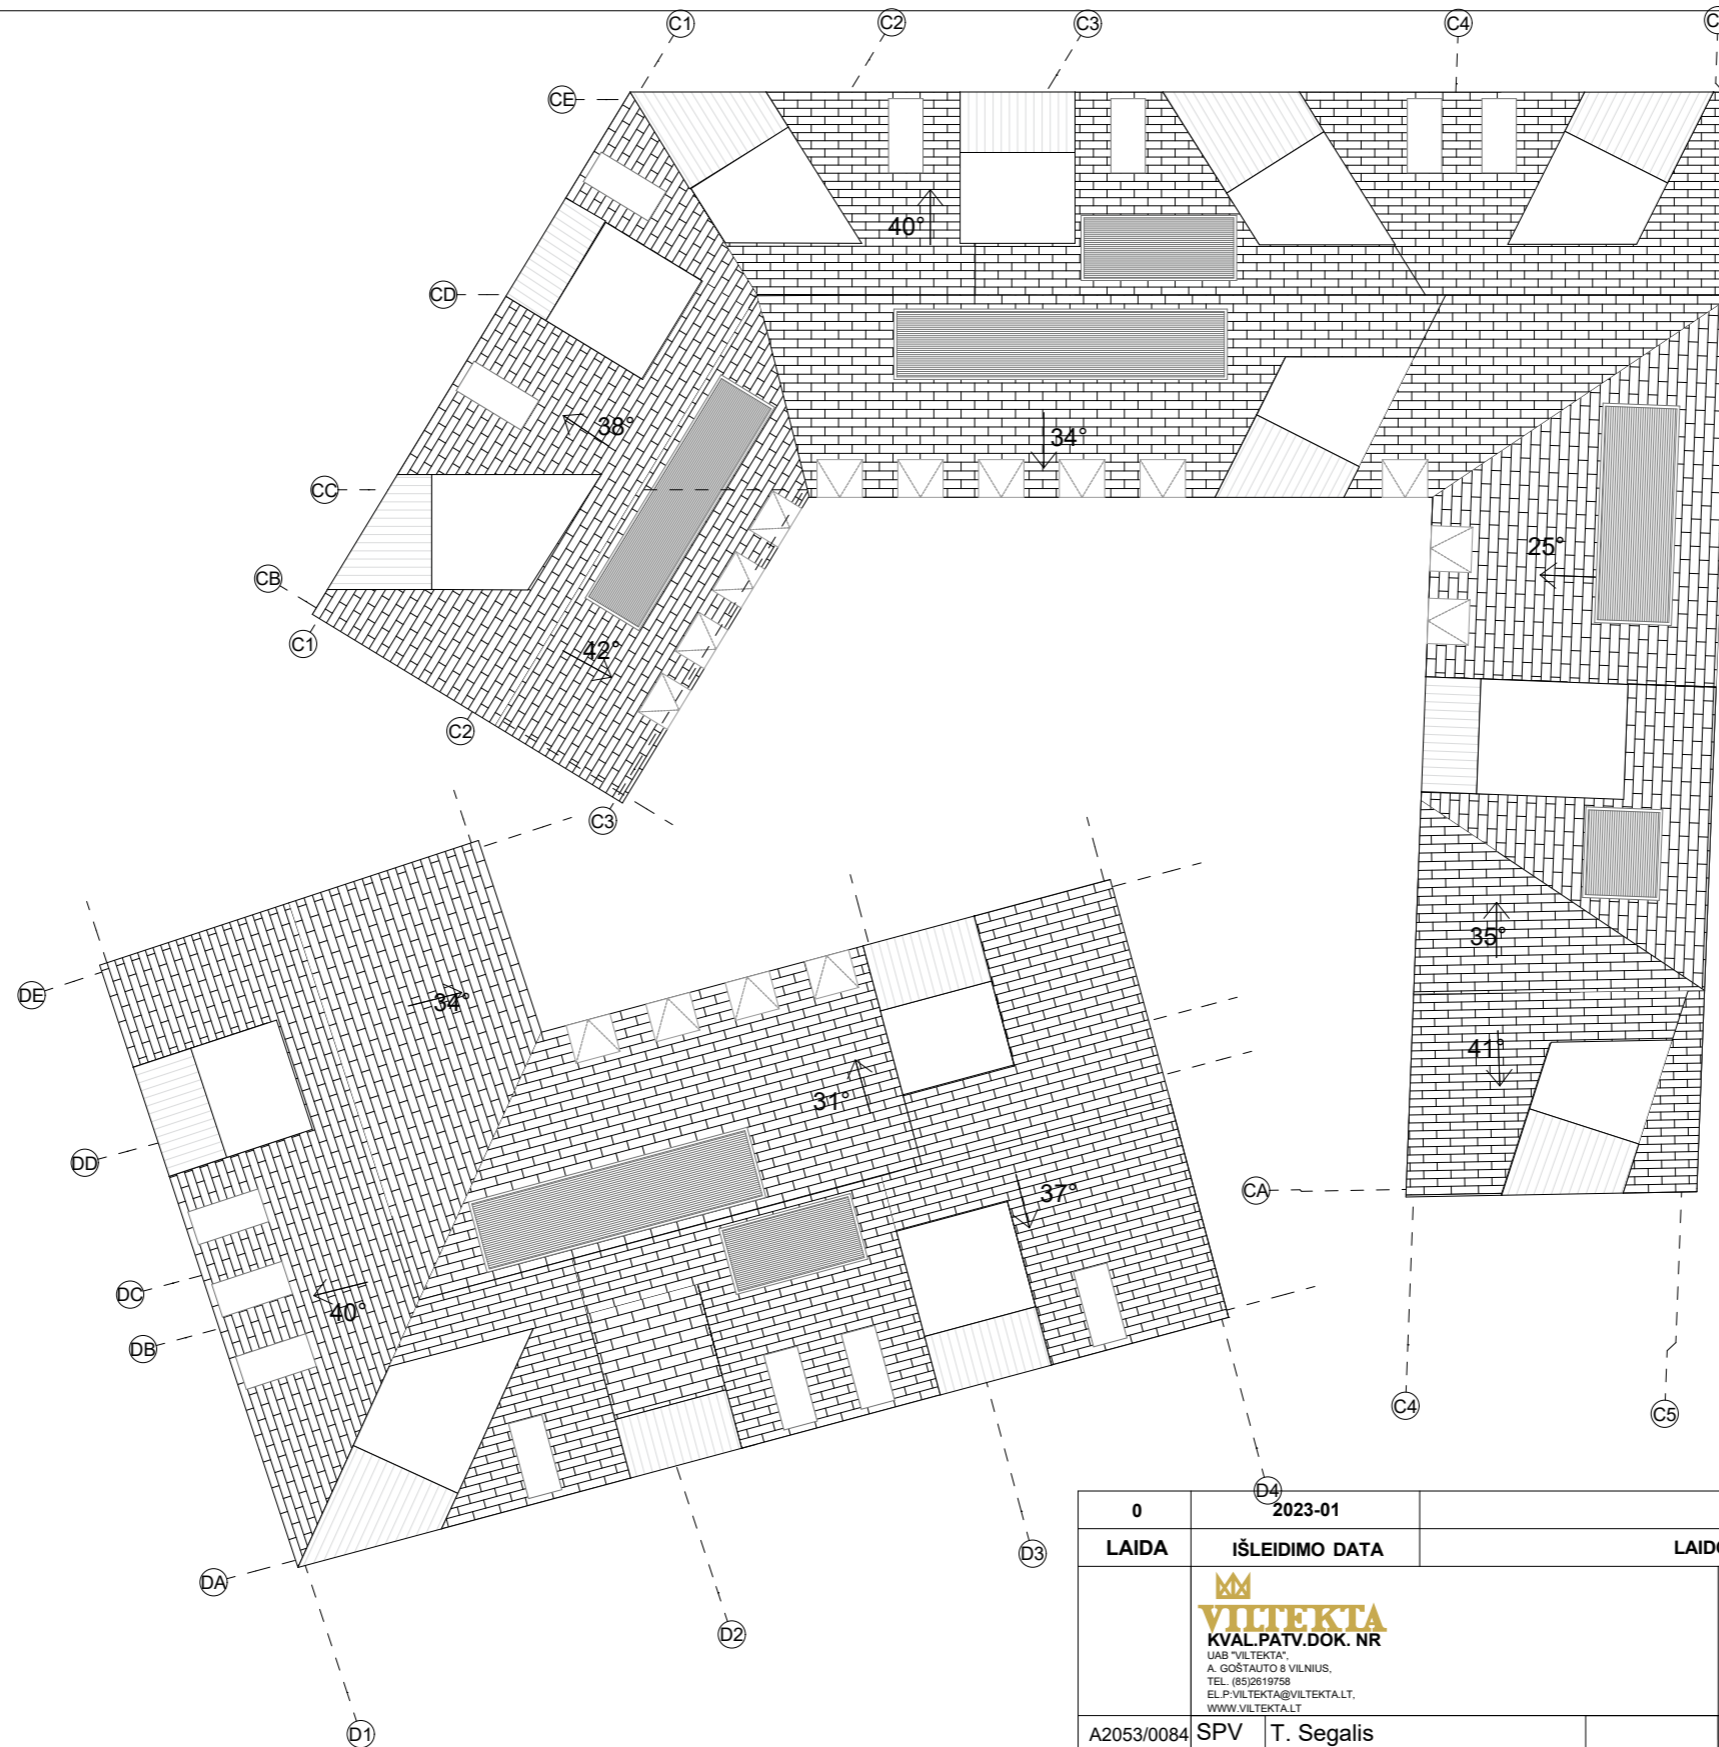 C1
C2
C3
C4
CE
40°
CD
38°
34°
CC
25°
CB
C1
42°
C2
C3
35°
DE
34°
41°
31°
DD
CA
37°
DC
40°
DB
C4
C5
D4
0
2023-01
D3
LAIDA
IŠLEIDIMO DATA
DA
VILTEKTA
D2
KVAL.PATV.DOK. NR
UAB "VILTEKTA",
A. GOŠTAUTO 8 VILNIUS,
TEL. (85)2619758
EL.P:VILTEKTA@VILTEKTA.LT,
WWW.VILTEKTA.LT
D1
A2053/0084 SPV T. Segalis